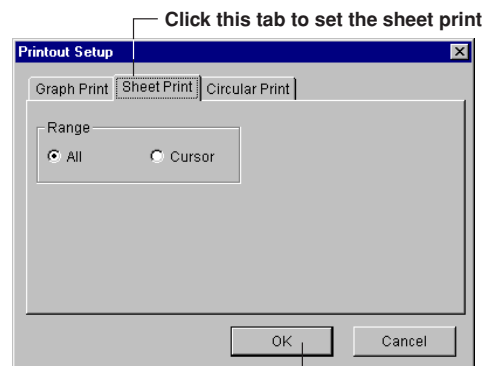 Click this tab to set the sheet print
Printout Setup
Graph Print Sheet Print Circular Print
Range
All Cursor
OK Cancel